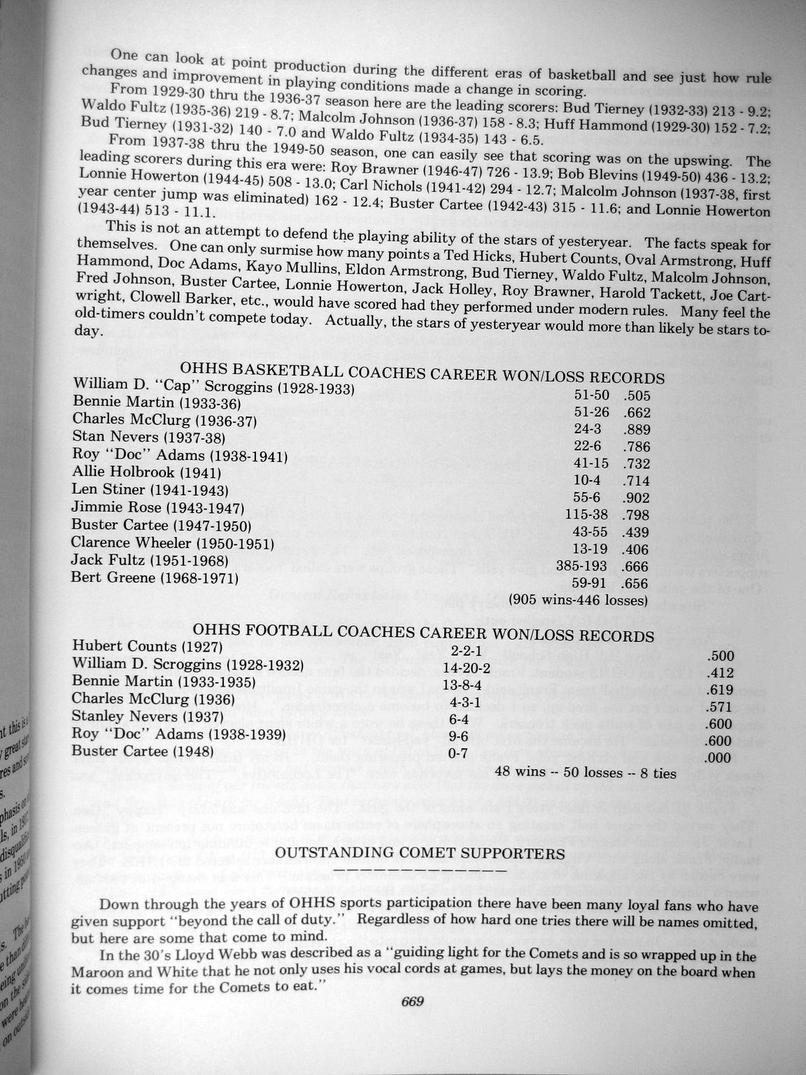 One can look at point production during the different eras of basketball and see just how rule
changes and improvement in playing conditions made a change in scoring.
From 1929-30 thru the 1936-37 season here are the leading scorers: Bud Tierney (1932-33) 213 - 9.2;
Waldo Fultz (1935-36) 219 - 8.7; Malcolm Johnson (1936-37) 158 - 8.3; Huff Hammond (1929-30) 152 - 7.2;
Bud Tierney (1931-32) 140 - 7.0 and Waldo Fultz (1934-35) 143 - 6.5.
From 1937-38 thru the 1949-50 season, one can easily see that scoring was on the upswing. The
leading scorers during this era were: Roy Brawner (1946-47) 726 - 13.9; Bob Blevins (1949-50) 436 - 13.2;
Lonnie Howerton (1944-45) 508 - 13.0; Carl Nichols (1941-42) 294 - 12.7; Malcolm Johnson (1937-38, first
year center jump was eliminated) 162 - 12.4; Buster Cartee (1942-43) 315 - 11.6; and Lonnie Howerton
(1943-44) 513 - 11.1.
This is not an attempt to defend the playing ability of the stars of yesteryear. The facts speak for
themselves. One can only surmise how many points a Ted Hicks, Hubert Counts, Oval Armstrong, Huff
Hammond, Doc Adams, Kayo Mullins, Eldon Armstrong, Bud Tierney, Waldo Fultz, Malcolm Johnson,
Fred Johnson, Buster Cartee, Lonnie Howerton, Jack Holley, Roy Brawner, Harold Tackett, Joe Cart-
wright, Clowell Barker, etc., would have scored had they performed under modern rules. Many feel the
old-timers couldn't compete today. Actually, the stars of yesteryear would more than likely be stars to-
day.
OHHS BASKETBALL COACHES CAREER WON/LOSS RECORDS
William D. "Cap" Scroggins (1928-1933) 51-50 .505
Bennie Martin (1933-36) 51-26 .662
Charles McClurg (1936-37) 24-3 .889
Stan Nevers (1937-38) 22-6 .786
Roy "Doc" Adams (1938-1941) 41-15 .732
Allie Holbrook (1941) 10-4 .714
Len Stiner (1941-1943) 55-6 .902
Jimmie Rose (1943-1947) 115-38 .798
Buster Cartee (1947-1950) 43-55 .439
Clarence Wheeler (1950-1951) 13-19 .406
Jack Fultz (1951-1968) 385-193 .666
Bert Greene (1968-1971) 59-91 .656
(905 wins-446 losses)
OHHS FOOTBALL COACHES CAREER WON/LOSS RECORDS
Hubert Counts (1927) 2-2-1 .500
William D. Scroggins (1928-1932) 14-20-2 .412
Bennie Martin (1933-1935) 13-8-4 .619
Charles McClurg (1936) 4-3-1 .571
Stanley Nevers (1937) 6-4 .600
Roy "Doc" Adams (1938-1939) 9-6 .600
Buster Cartee (1948) 0-7 .000
48 wins -- 50 losses -- 8 ties
OUTSTANDING COMET SUPPORTERS
Down through the years of OHHS sports participation there have been many loyal fans who have
given support "beyond the call of duty." Regardless of how hard one tries there will be names omitted,
but here are some that come to mind.
In the 30's Lloyd Webb was described as a "guiding light for the Comets and is so wrapped up in the
Maroon and White that he not only uses his vocal cords at games, but lays the money on the board when
it comes time for the Comets to eat."
669